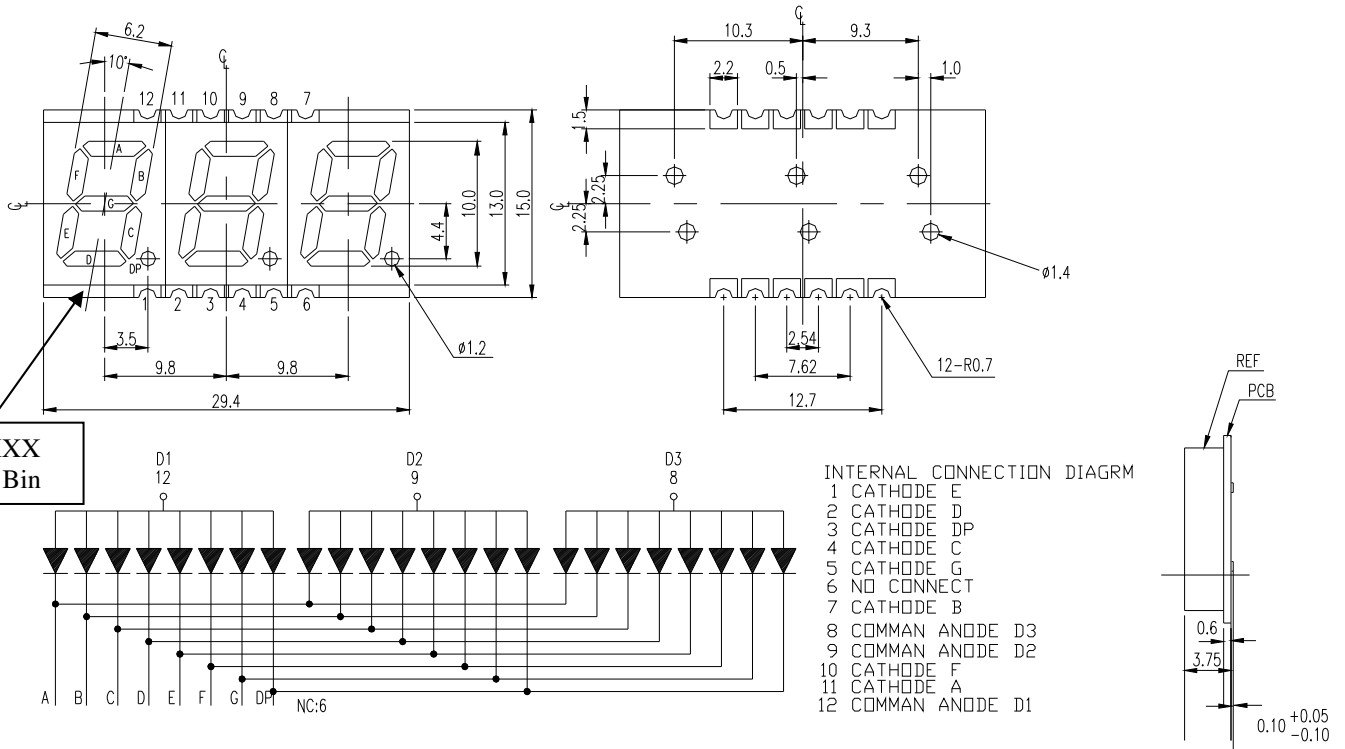 6.2
10°
℄
12 11 10 9 8 7
A
F B
G
E C
D DP
1 2 3 4 5 6
℄
4.4
10.0
13.0
15.0
3.5
ø1.2
9.8 9.8
29.4
XX
Bin
℄
10.3 9.3
2.2 0.5 1.0
1.5
2.25
℄
2.25
ø1.4
2.54
7.62
12.7
12-R0.7
REF
PCB
0.6
3.75
0.10 +0.05
-0.10
D1
12
D2
9
D3
8
A B C D E F G DP
NC:6
INTERNAL CONNECTION DIAGRM
1 CATHODE E
2 CATHODE D
3 CATHODE DP
4 CATHODE C
5 CATHODE G
6 NO CONNECT
7 CATHODE B
8 COMMAN ANODE D3
9 COMMAN ANODE D2
10 CATHODE F
11 CATHODE A
12 COMMAN ANODE D1